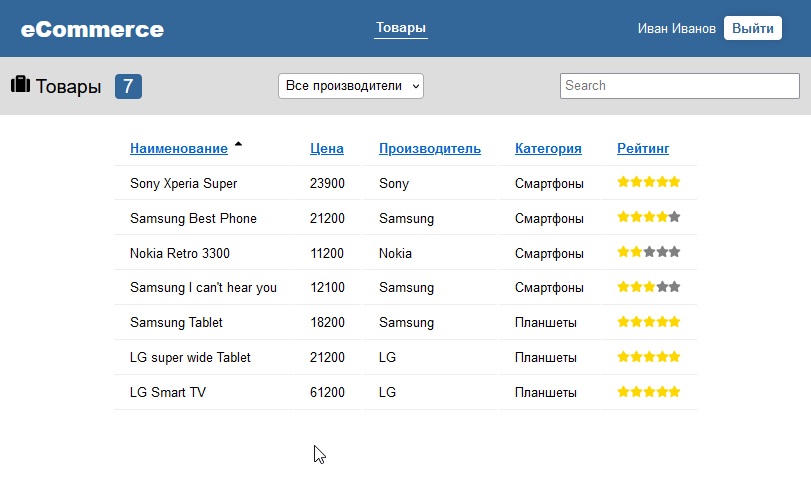 eCommerce Товары Иван Иванов Выйти
Товары 7 Все производители Search
Наименование Цена Производитель Категория Рейтинг
Sony Xperia Super 23900 Sony Смартфоны
Samsung Best Phone 21200 Samsung Смартфоны
Nokia Retro 3300 11200 Nokia Смартфоны
Samsung I can't hear you 12100 Samsung Смартфоны
Samsung Tablet 18200 Samsung Планшеты
LG super wide Tablet 21200 LG Планшеты
LG Smart TV 61200 LG Планшеты